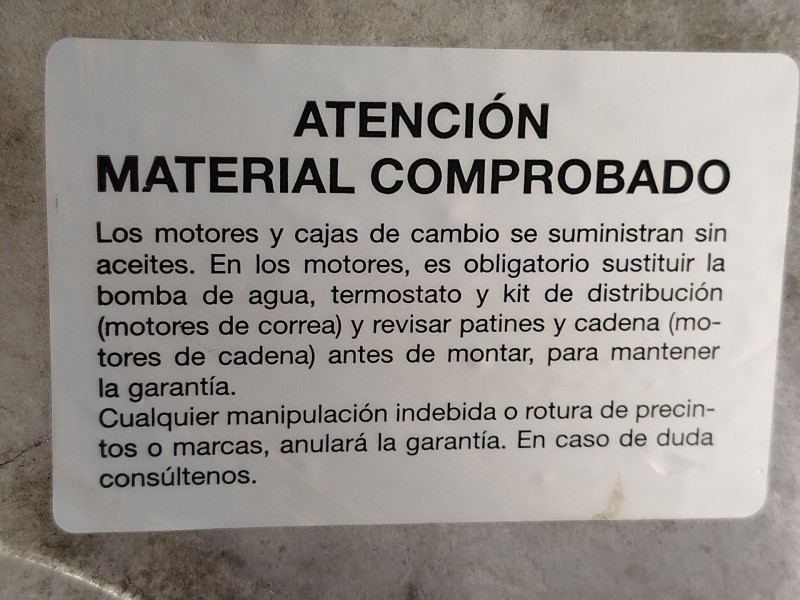 ATENCIÓN
MATERIAL COMPROBADO
Los motores y cajas de cambio se suministran sin
aceites. En los motores, es obligatorio sustituir la
bomba de agua, termostato y kit de distribución
(motores de correa) y revisar patines y cadena (mo-
tores de cadena) antes de montar, para mantener
la garantía.
Cualquier manipulación indebida o rotura de precin-
tos o marcas, anulará la garantía. En caso de duda
consúltenos.